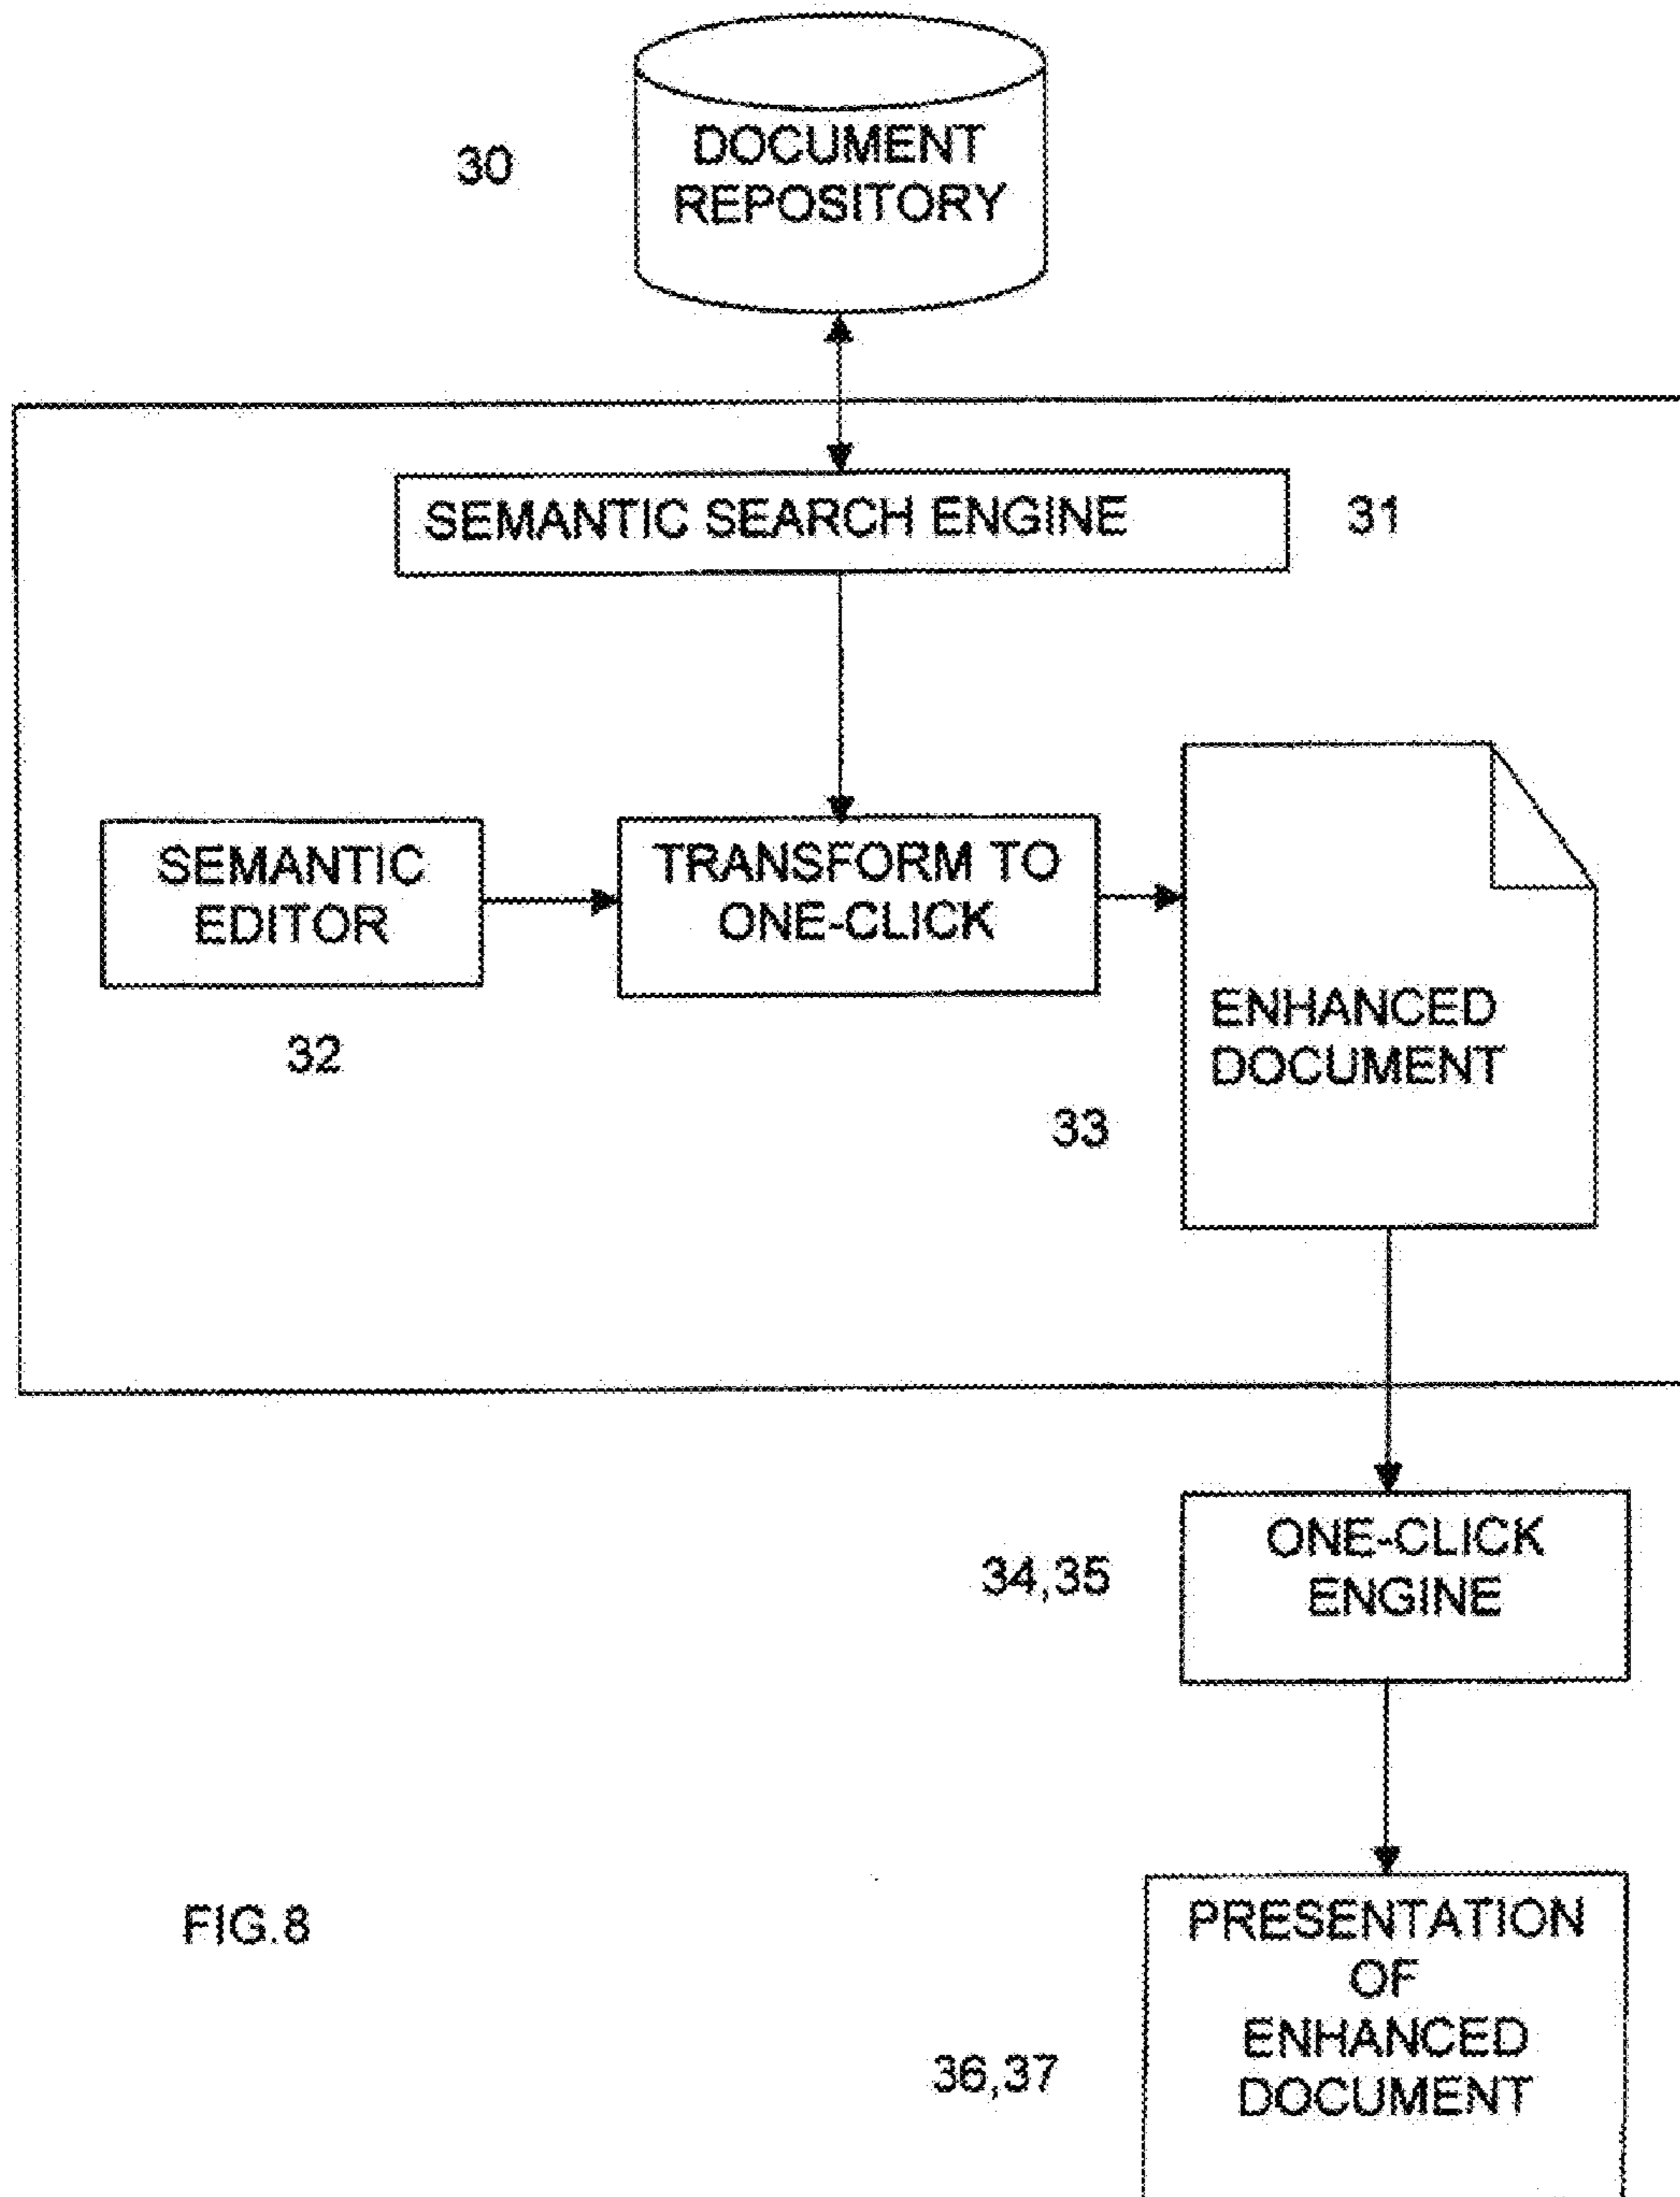 30
DOCUMENT
REPOSITORY
SEMANTIC SEARCH ENGINE
31
SEMANTIC
EDITOR
32
TRANSFORM TO
ONE-CLICK
ENHANCED
DOCUMENT
33
34,35
ONE-CLICK
ENGINE
FIG.8
36,37
PRESENTATION
OF
ENHANCED
DOCUMENT